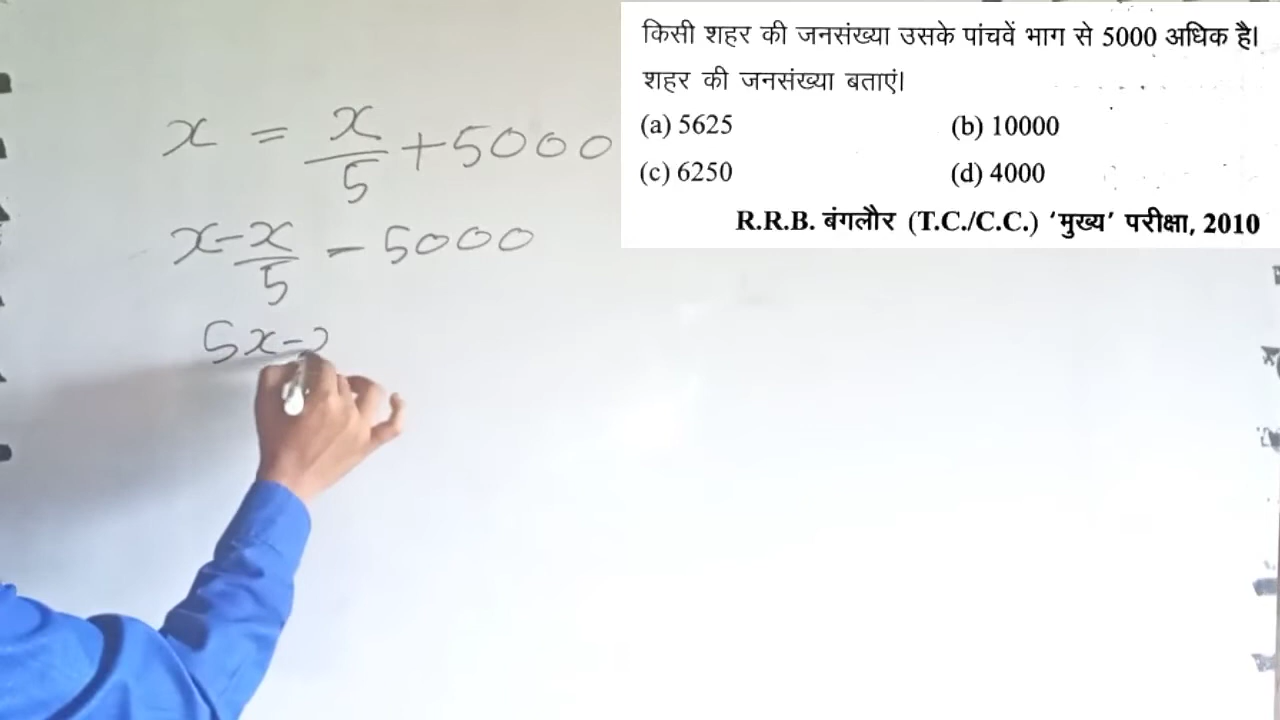 किसी शहर की जनसंख्या उसके पांचवें भाग से 5000 अधिक है।
शहर की जनसंख्या बताएं।
(a) 5625 (b) 10000
(c) 6250 (d) 4000
R.R.B. बंगलौर (T.C./C.C.) ‘मुख्य’ परीक्षा, 2010
x = x/5 + 5000
x - x/5 - 5000
5x -